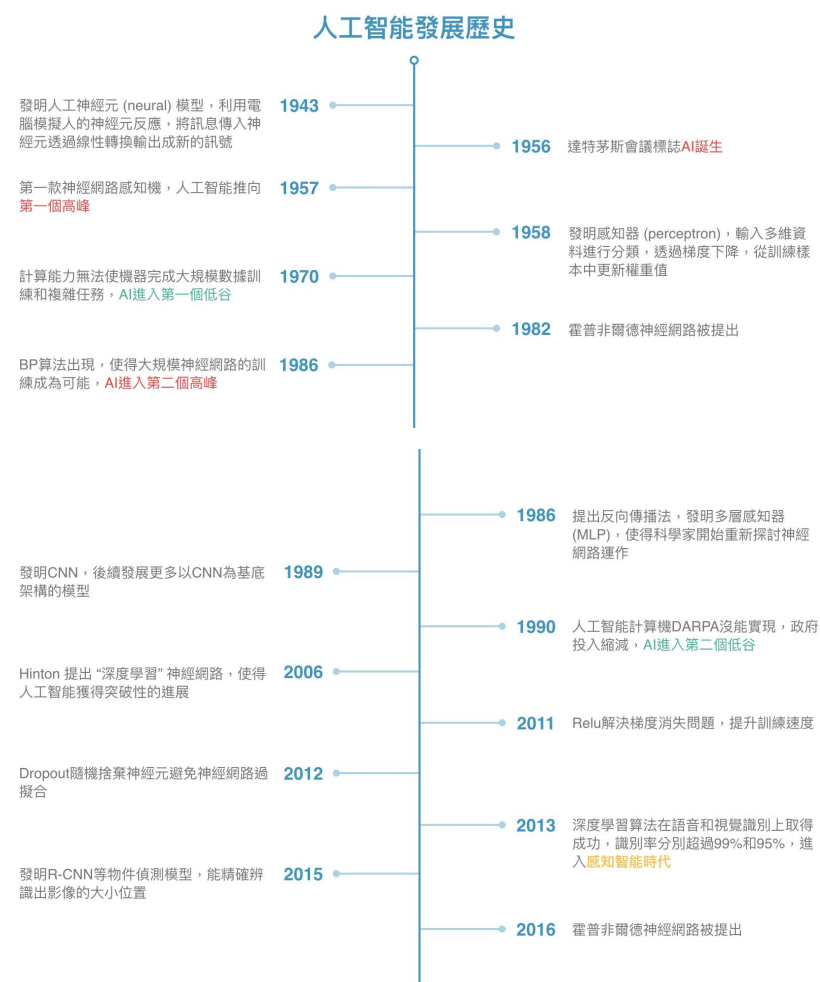 人工智能發展歷史
發明人工神經元 (neural) 模型，利用電
腦模擬人的神經元反應，將訊息傳入神
經元透過線性轉換輸出成新的訊號
1943
1956
達特茅斯會議標誌AI誕生
第一款神經網路感知機，人工智能推向
第一個高峰
1957
1958
發明感知器 (perceptron)，輸入多維資
料進行分類，透過梯度下降，從訓練樣
本中更新權重值
計算能力無法使機器完成大規模數據訓
練和複雜任務，AI進入第一個低谷
1970
1982
霍普非爾德神經網路被提出
BP算法出現，使得大規模神經網路的訓
練成為可能，AI進入第二個高峰
1986
1986
提出反向傳播法，發明多層感知器
(MLP)，使得科學家開始重新探討神經
網路運作
發明CNN，後續發展更多以CNN為基底
架構的模型
1989
1990
人工智能計算機DARPA沒能實現，政府
投入縮減，AI進入第二個低谷
Hinton 提出 “深度學習” 神經網路，使得
人工智能獲得突破性的進展
2006
2011
Relu解決梯度消失問題，提升訓練速度
Dropout隨機捨棄神經元避免神經網路過
擬合
2012
2013
深度學習算法在語音和視覺識別上取得
成功，識別率分別超過99%和95%，進
入感知智能時代
發明R-CNN等物件偵測模型，能精確辨
識出影像的大小位置
2015
2016
霍普非爾德神經網路被提出